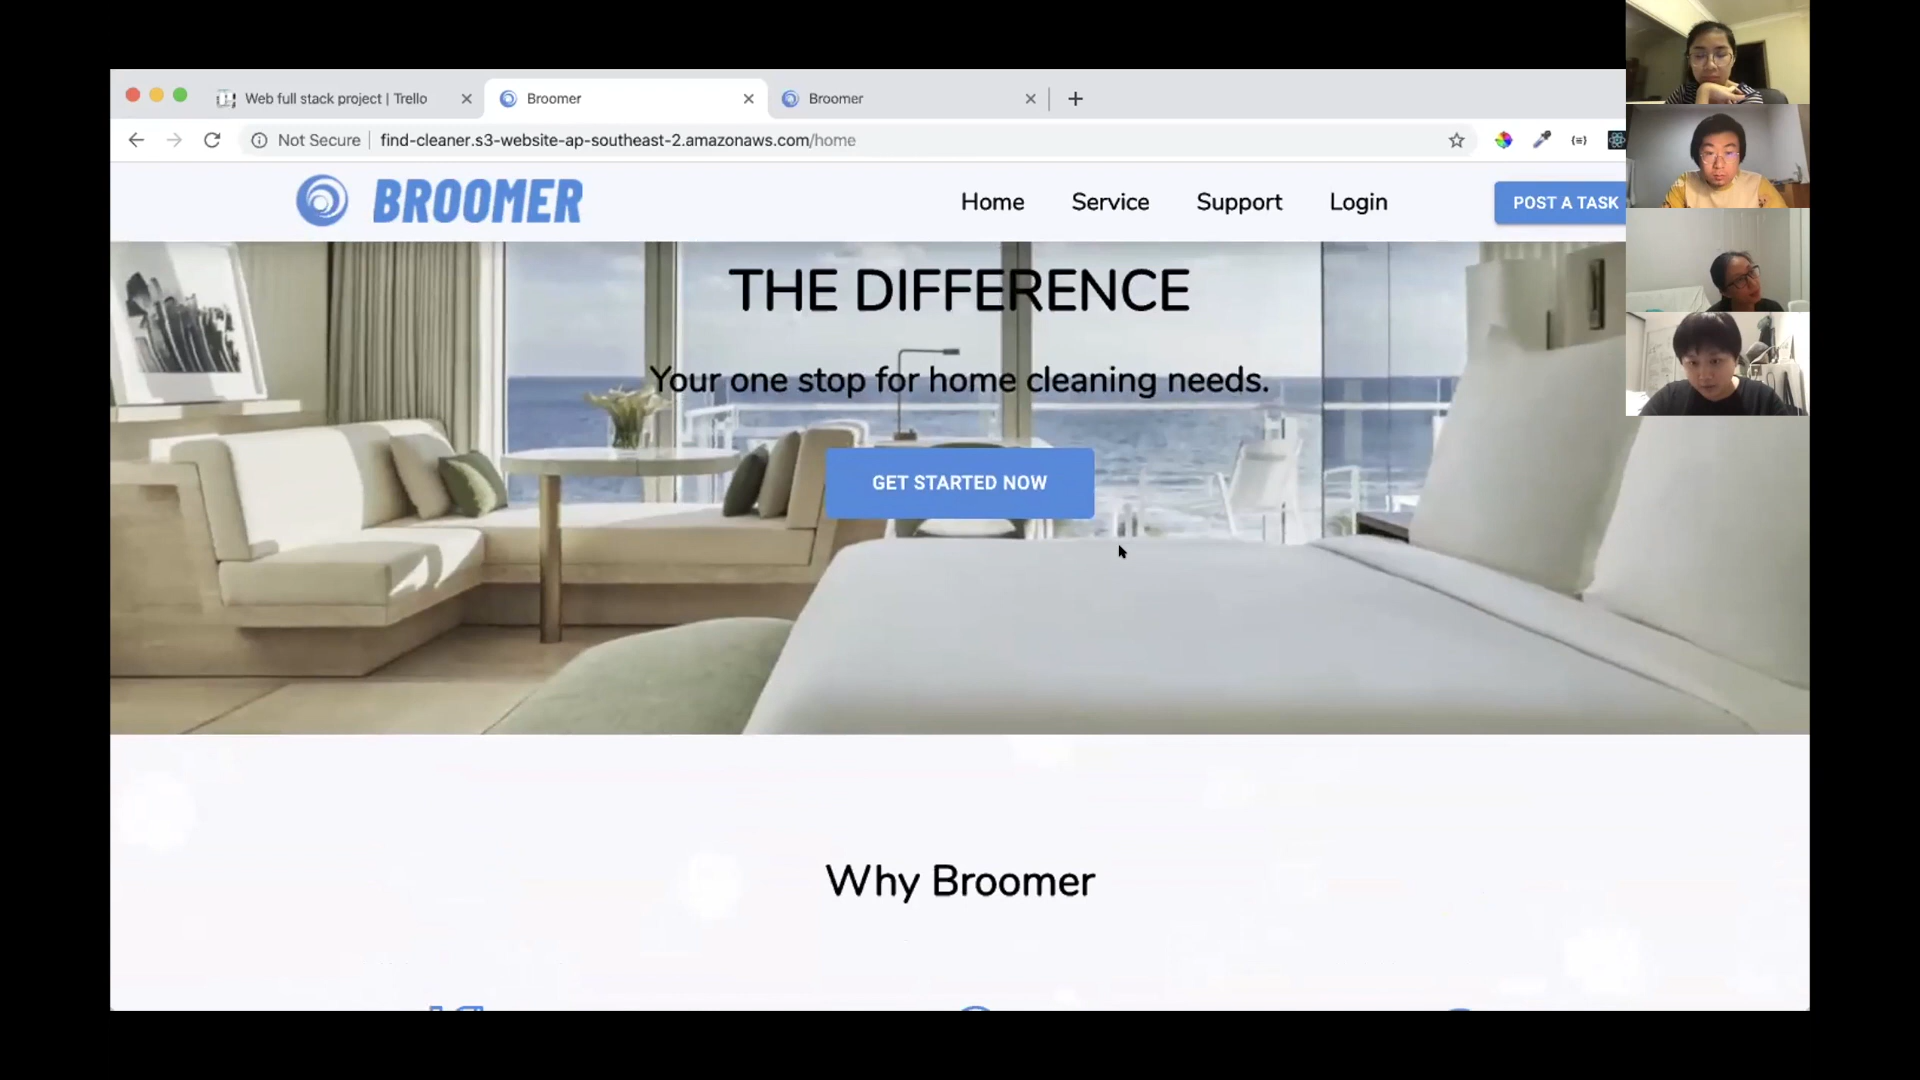 Web full stack project | Trello
Broomer
Broomer
Not Secure
find-cleaner.s3-website-ap-southeast-2.amazonaws.com/home
BROOMER
Home
Service
Support
Login
POST A TASK
THE DIFFERENCE
Your one stop for home cleaning needs.
GET STARTED NOW
Why Broomer